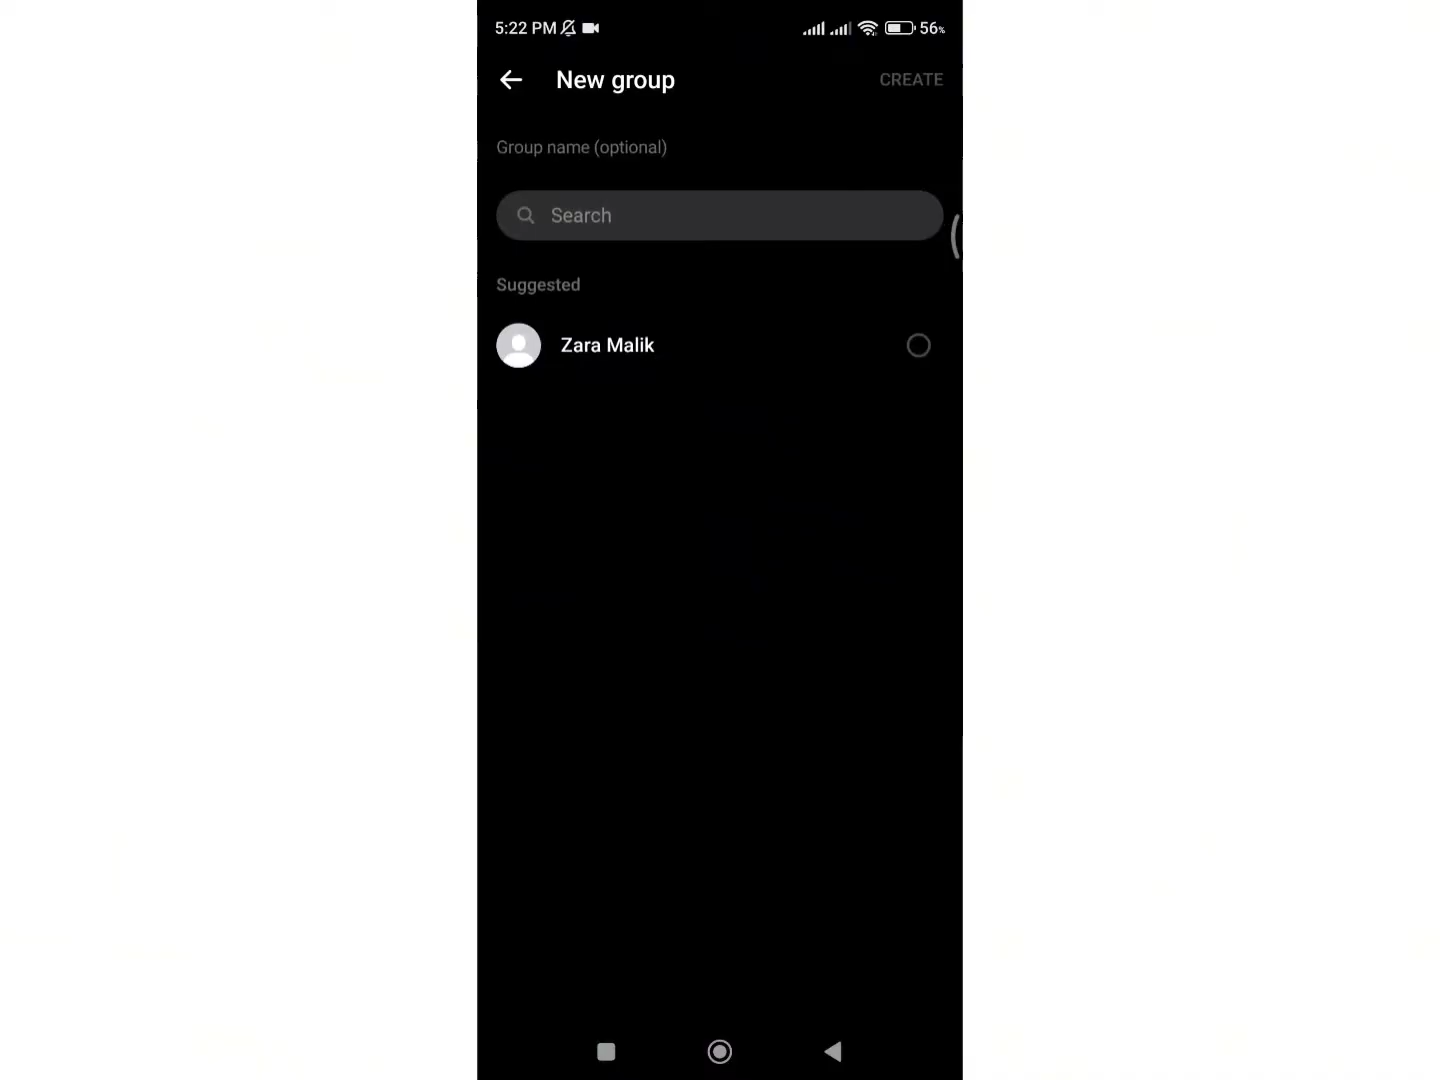 5:22 PM 56%
New group CREATE
Group name (optional)
Search
Suggested
Zara Malik